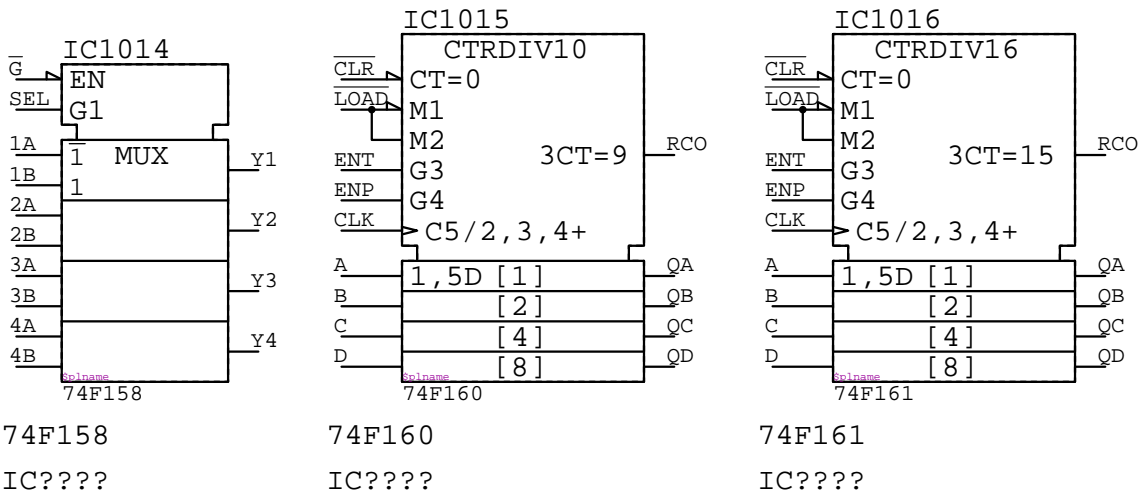 IC1014
G
EN
SEL
G1
1A
1
MUX
Y1
1B
1
2A
Y2
2B
3A
Y3
3B
4A
Y4
4B
$plname
74F158
74F158
IC????
IC1015
CTRDIV10
CLR
CT=0
LOAD
M1
M2
3CT=9
RCO
ENT
G3
ENP
G4
CLK
C5/2,3,4+
A
1,5D [1]
QA
B
[2]
QB
C
[4]
QC
D
[8]
QD
$plname
74F160
74F160
IC????
IC1016
CTRDIV16
CLR
CT=0
LOAD
M1
M2
3CT=15
RCO
ENT
G3
ENP
G4
CLK
C5/2,3,4+
A
1,5D [1]
QA
B
[2]
QB
C
[4]
QC
D
[8]
QD
$plname
74F161
74F161
IC????